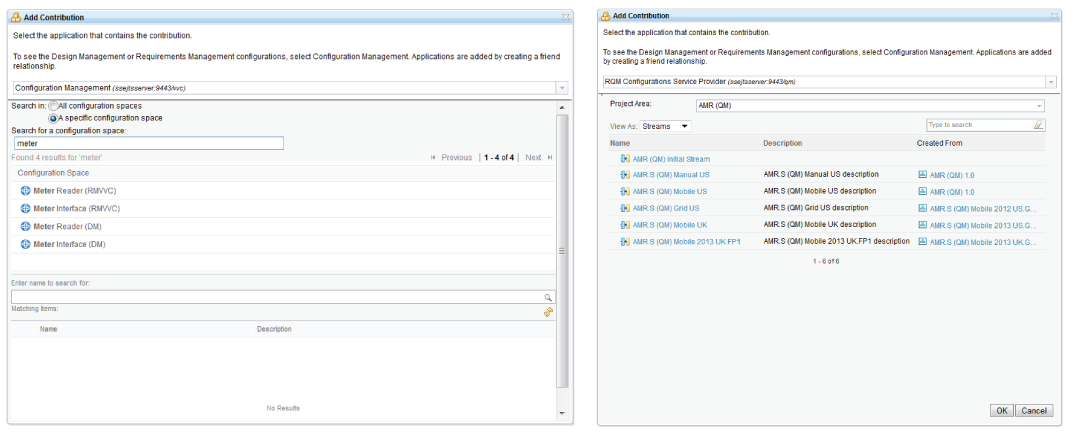 Add Contribution
Select the application that contains the contribution.
To see the Design Management or Requirements Management configurations, select Configuration Management. Applications are added by creating a friend
relationship.
Configuration Management (ssejtsserver:9443/vvc)
Search in: All configuration spaces
A specific configuration space
Search for a configuration space:
meter
Found 4 results for 'meter'
Previous | 1 - 4 of 4 | Next
Configuration Space
Meter Reader (RMVVC)
Meter Interface (RMVVC)
Meter Reader (DM)
Meter Interface (DM)
Enter name to search for:
Matching Items:
Name Description
No Results
Add Contribution
Select the application that contains the contribution.
To see the Design Management or Requirements Management configurations, select Configuration Management. Applications are added
by creating a friend relationship.
RQM Configurations Service Provider (ssejtsserver:9443/qm)
Project Area: AMR (QM)
View As: Streams Type to search
Name Description Created From
AMR (QM) Initial Stream
AMR.S (QM) Manual US AMR.S (QM) Manual US description AMR (QM) 1.0
AMR.S (QM) Mobile US AMR.S (QM) Mobile US description AMR (QM) 1.0
AMR.S (QM) Grid US AMR.S (QM) Grid US description AMR.S (QM) Mobile 2012 US.G...
AMR.S (QM) Mobile UK AMR.S (QM) Mobile UK description AMR.S (QM) Mobile 2013 US.G...
AMR.S (QM) Mobile 2013 UK.FP1 AMR.S (QM) Mobile 2013 UK.FP1 description AMR.S (QM) Mobile 2013 UK.G...
1 - 6 of 6
OK Cancel